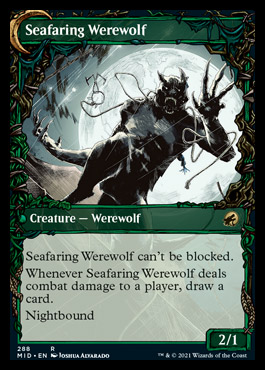 Seafaring Werewolf
Creature — Werewolf
Seafaring Werewolf can't be blocked.
Whenever Seafaring Werewolf deals
combat damage to a player, draw a
card.
Nightbound
2/1
288 R
MID • EN Joshua Alvarado
™ & © 2021 Wizards of the Coast